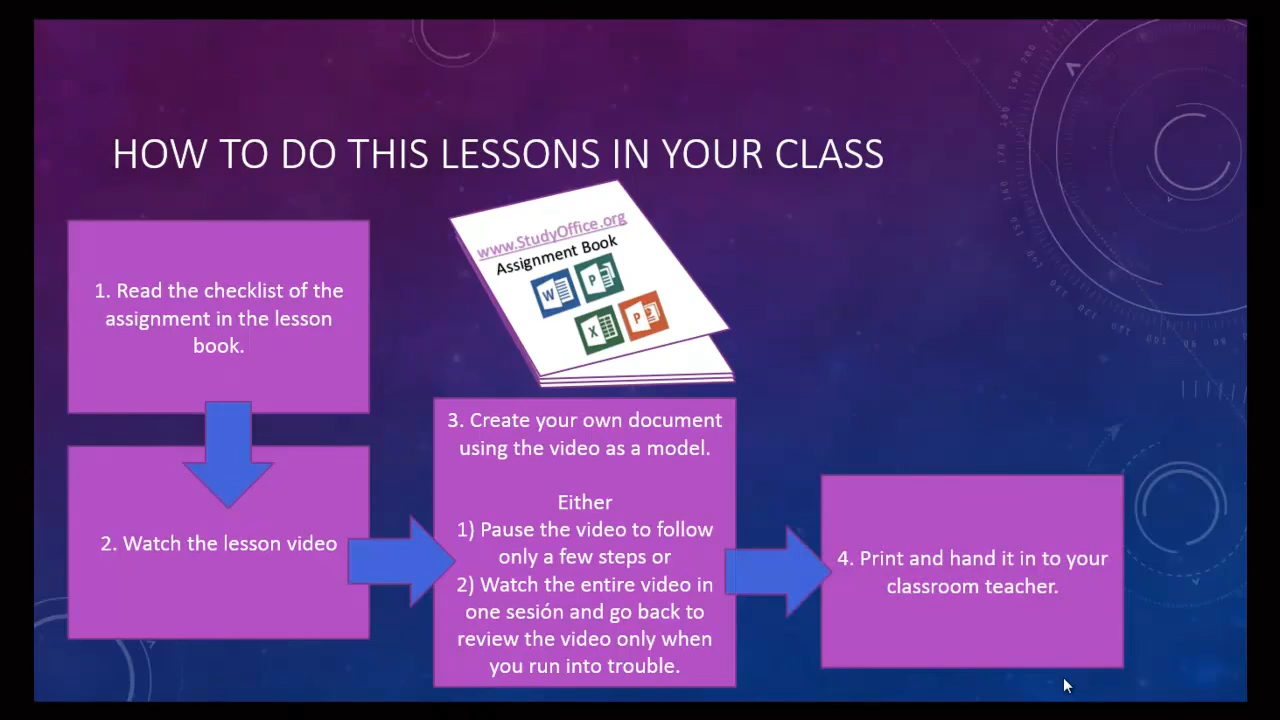 HOW TO DO THIS LESSONS IN YOUR CLASS
www.StudyOffice.org
Assignment Book
W
P
X
P
1. Read the checklist of the
assignment in the lesson
book.
2. Watch the lesson video
3. Create your own document
using the video as a model.
Either
1) Pause the video to follow
only a few steps or
2) Watch the entire video in
one sesión and go back to
review the video only when
you run into trouble.
4. Print and hand it in to your
classroom teacher.